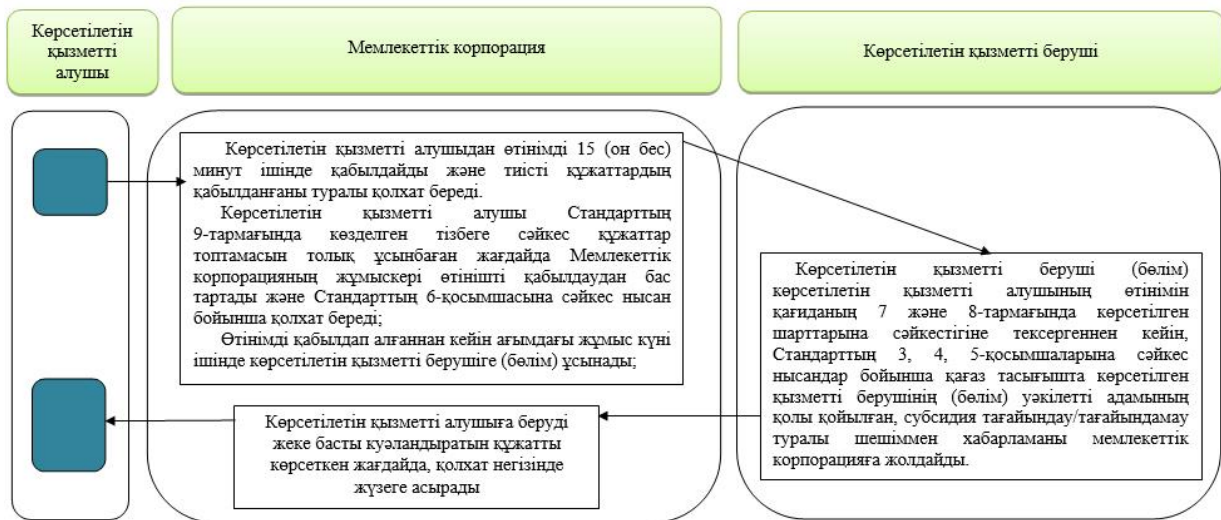 Көрсетілетін
қызметті
алушы
Мемлекеттік корпорация
Көрсетілетін қызметті беруші
Көрсетілетін қызметті алушыдан өтінімді 15 (он бес)
минут ішінде қабылдайды және тиісті құжаттардың
қабылданғаны туралы қолхат береді.
Көрсетілетін қызметті алушы Стандарттың
9-тармағында көзделген тізбеге сәйкес құжаттар
топтамасын толық ұсынбаған жағдайда Мемлекеттік
корпорацияның жұмыскері өтінішті қабылдаудан бас
тартады және Стандарттың 6-қосымшасына сәйкес нысан
бойынша қолхат береді;
Өтінімді қабылдап алғаннан кейін ағымдағы жұмыс күні
ішінде көрсетілетін қызметті берушіге (бөлім) ұсынады;
Көрсетілетін қызметті беруші (бөлім)
көрсетілетін қызметті алушының өтінімін
қағиданың 7 және 8-тармағында көрсетілген
шарттарына сәйкестігіне тексергеннен кейін,
Стандарттың 3, 4, 5-қосымшаларына сәйкес
нысандар бойынша қағаз тасығышта көрсетілген
қызметті берушінің (бөлім) уәкілетті адамының
қолы қойылған, субсидия тағайындау/тағайындамау
туралы шешіммен хабарламаны мемлекеттік
корпорацияға жолдайды.
Көрсетілетін қызметті алушыға беруді
жеке басты куәландыратын құжатты
көрсеткен жағдайда, қолхат негізінде
жүзеге асырады